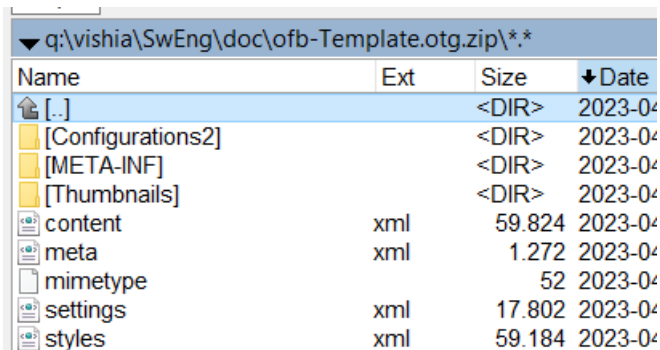 q:\vishia\SwEng\doc\ofb-Template.otg.zip\*.*
Name Ext Size Date
[..] <DIR> 2023-04
[Configurations2] <DIR> 2023-04
[META-INF] <DIR> 2023-04
[Thumbnails] <DIR> 2023-04
content xml 59.824 2023-04
meta xml 1.272 2023-04
mimetype 52 2023-04
settings xml 17.802 2023-04
styles xml 59.184 2023-04